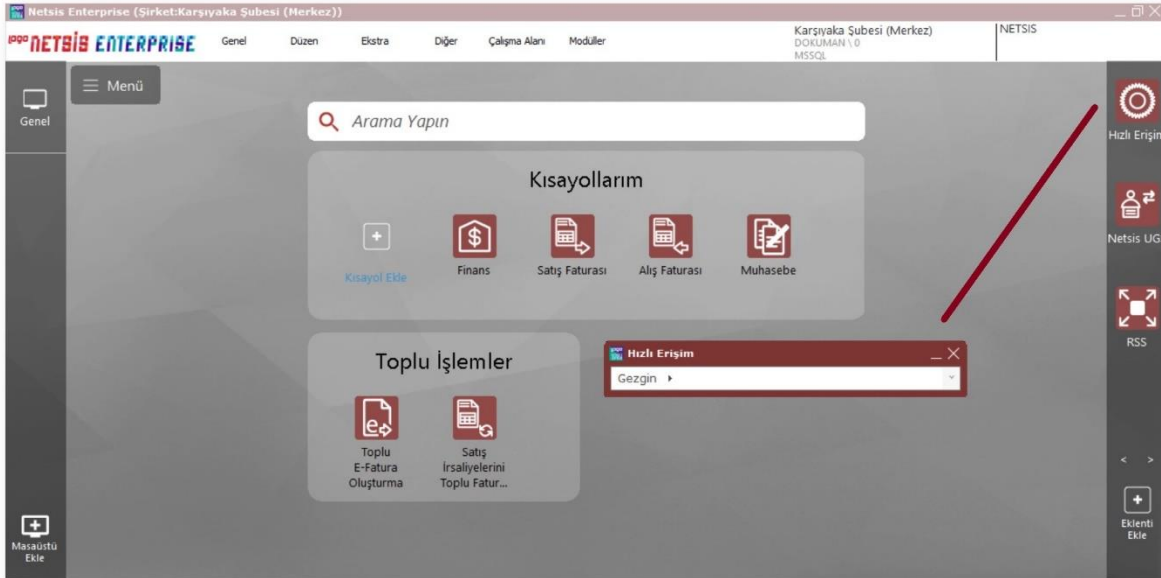 Netsis Enterprise (Şirket:Karşıyaka Şubesi (Merkez))
logo NETSİS ENTERPRISE
Genel Düzen Ekstra Diğer Çalışma Alanı Modüller
Karşıyaka Şubesi (Merkez)
DOKUMAN \ 0
MSSQL
NETSIS
Genel
Menü
Arama Yapın
Kısayollarım
Kısayol Ekle
Finans
Satış Faturası
Alış Faturası
Muhasebe
Toplu İşlemler
Toplu
E-Fatura
Oluşturma
Satış
İrsaliyelerini
Toplu Fatur...
Hızlı Erişim
Gezgin
Hızlı Erişim
Netsis UG
RSS
< >
Eklenti
Ekle
Masaüstü
Ekle